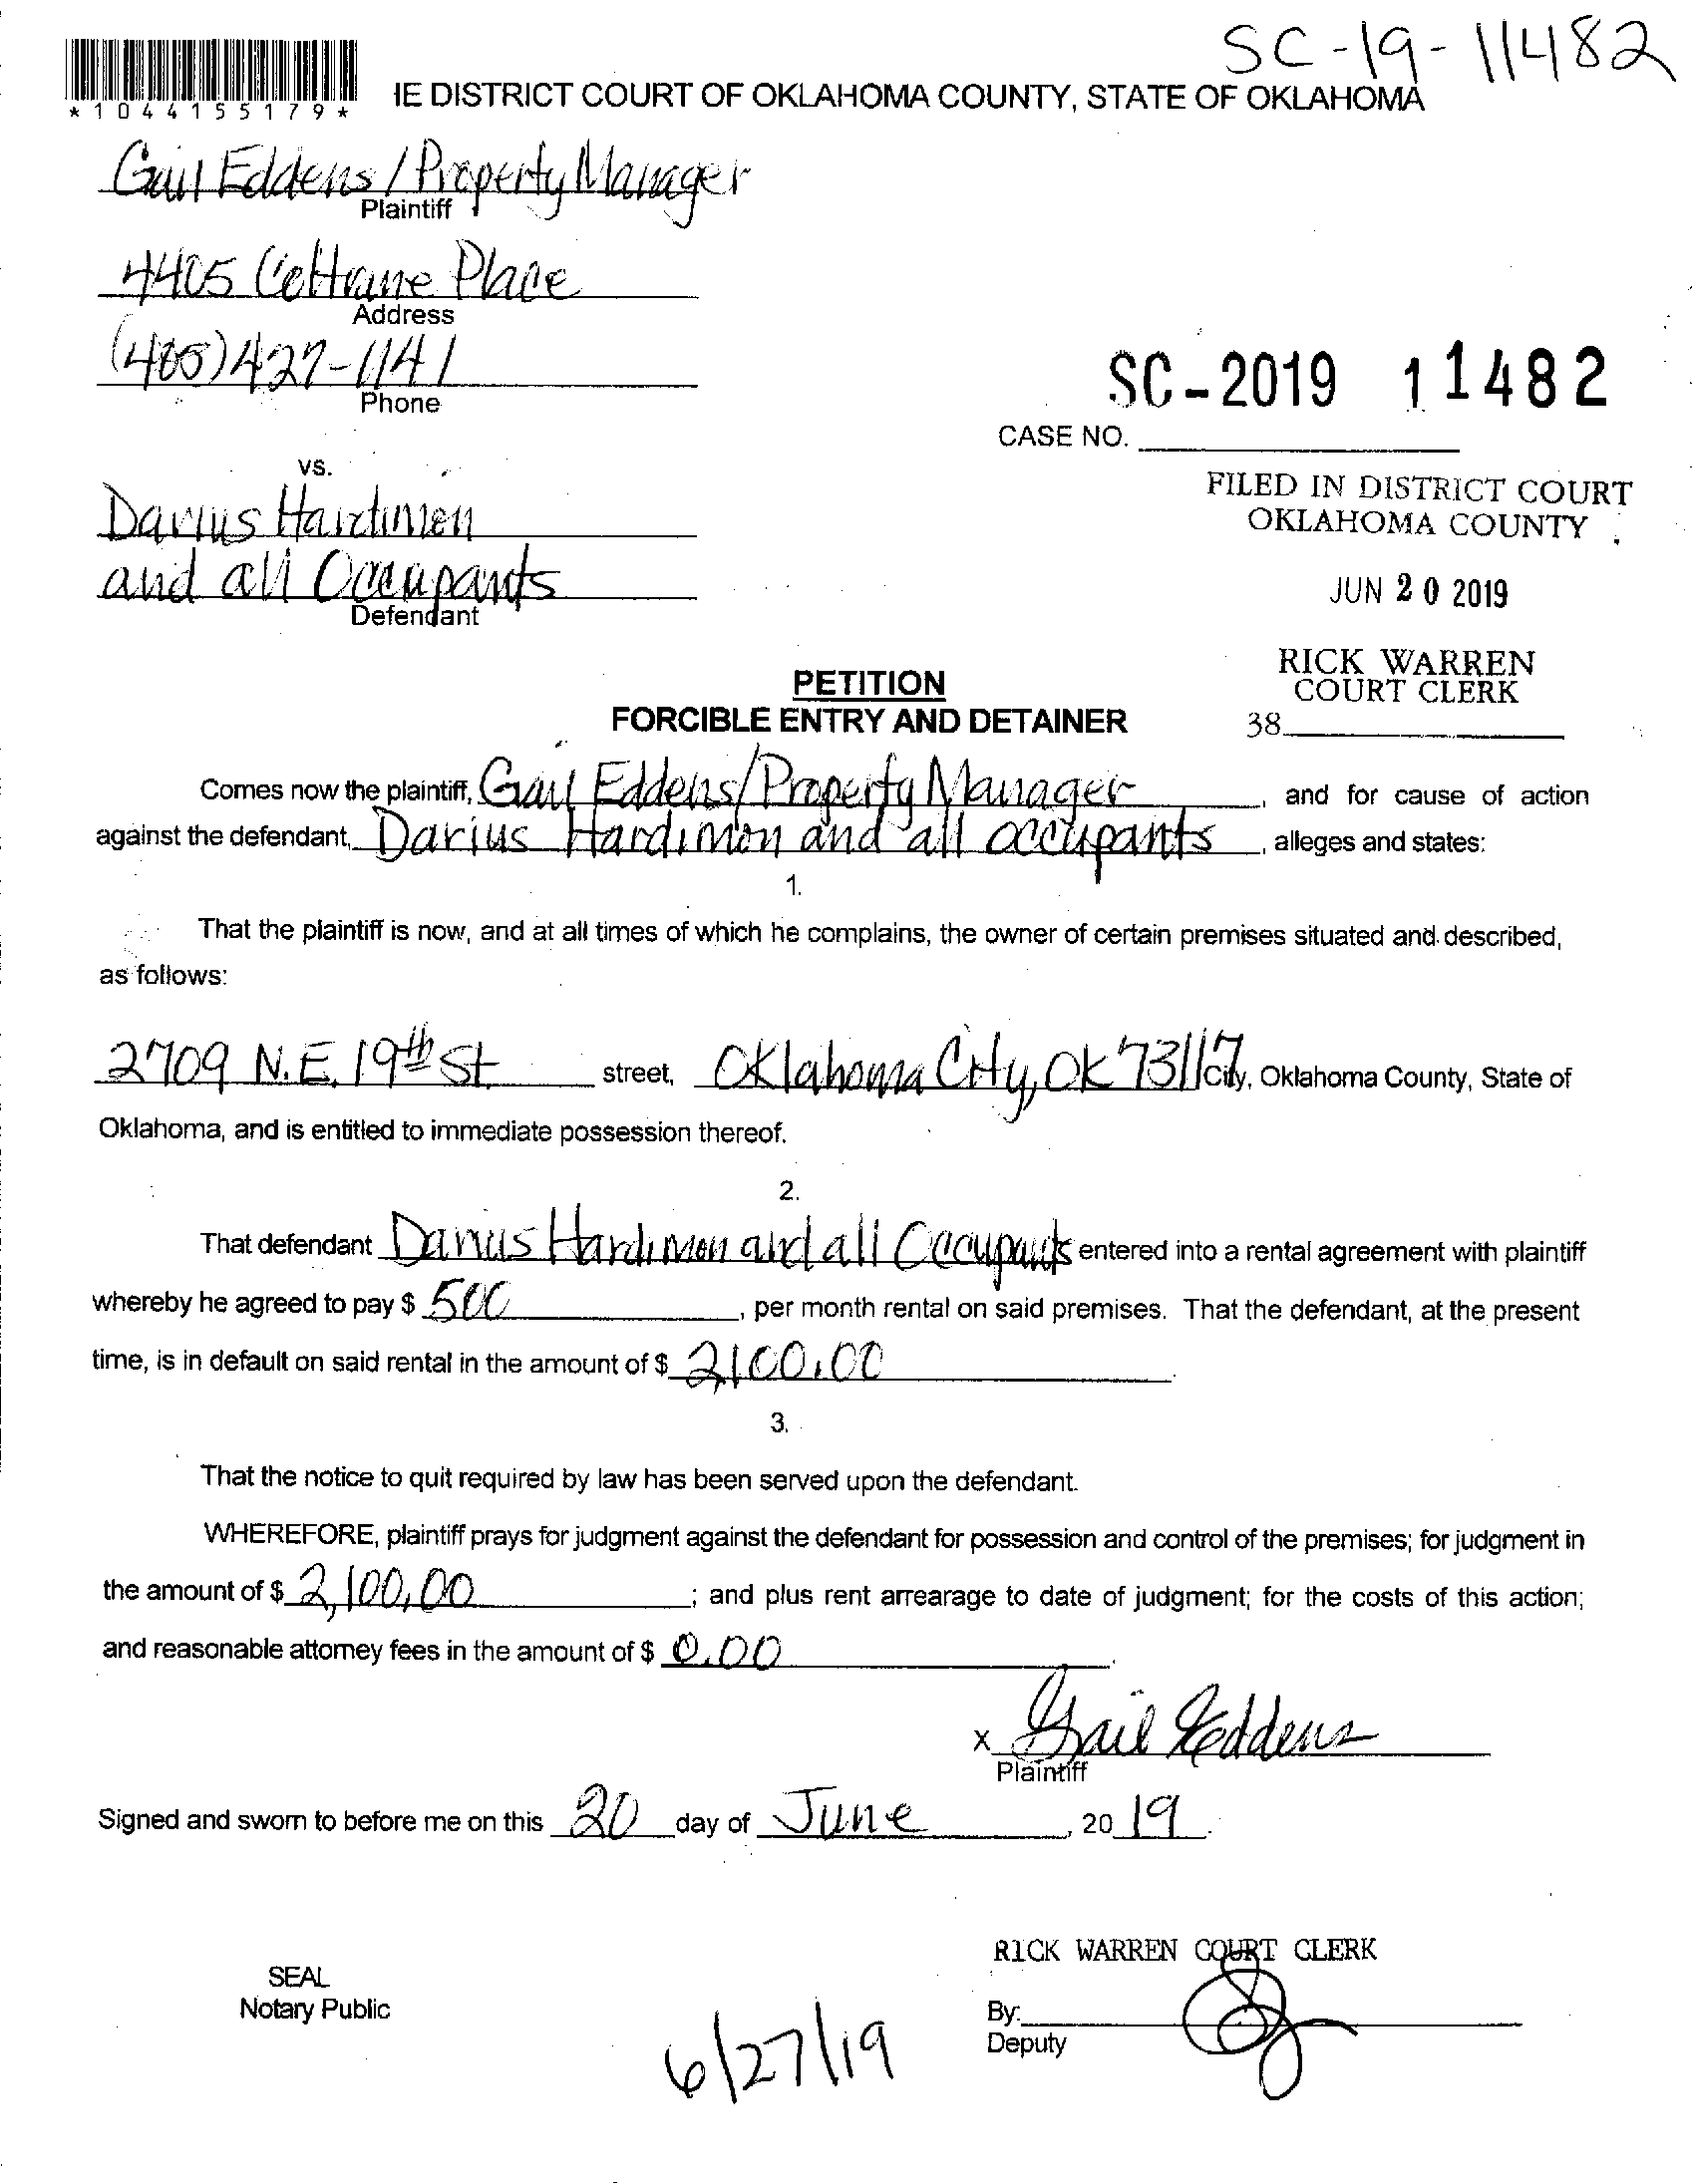 SC-19-11482
*1044155179*
IE DISTRICT COURT OF OKLAHOMA COUNTY, STATE OF OKLAHOMA
Gail Eddens / Property Manager
Plaintiff
4405 Coltrane Place
Address
(405) 427-1141
Phone
SC-2019 11482
CASE NO.
vs.
Darius Hardimon
and all Occupants
Defendant
FILED IN DISTRICT COURT
OKLAHOMA COUNTY
JUN 20 2019
RICK WARREN
COURT CLERK
38
PETITION
FORCIBLE ENTRY AND DETAINER
Comes now the plaintiff, Gail Eddens/Property Manager, and for cause of action
against the defendant, Darius Hardimon and all occupants, alleges and states:
1.
That the plaintiff is now, and at all times of which he complains, the owner of certain premises situated and described,
as follows:
2709 N.E. 19th St. street, Oklahoma City, OK 73117 City, Oklahoma County, State of
Oklahoma, and is entitled to immediate possession thereof.
2.
That defendant Darius Hardimon and all Occupants entered into a rental agreement with plaintiff
whereby he agreed to pay $ 500, per month rental on said premises. That the defendant, at the present
time, is in default on said rental in the amount of $ 2,100.00.
3.
That the notice to quit required by law has been served upon the defendant.
WHEREFORE, plaintiff prays for judgment against the defendant for possession and control of the premises; for judgment in
the amount of $ 2,100.00; and plus rent arrearage to date of judgment; for the costs of this action;
and reasonable attorney fees in the amount of $ 0.00.
x Gail Eddens
Plaintiff
Signed and sworn to before me on this 20 day of June, 2019.
RICK WARREN COURT CLERK
SEAL
Notary Public
By:
Deputy
6/27/19